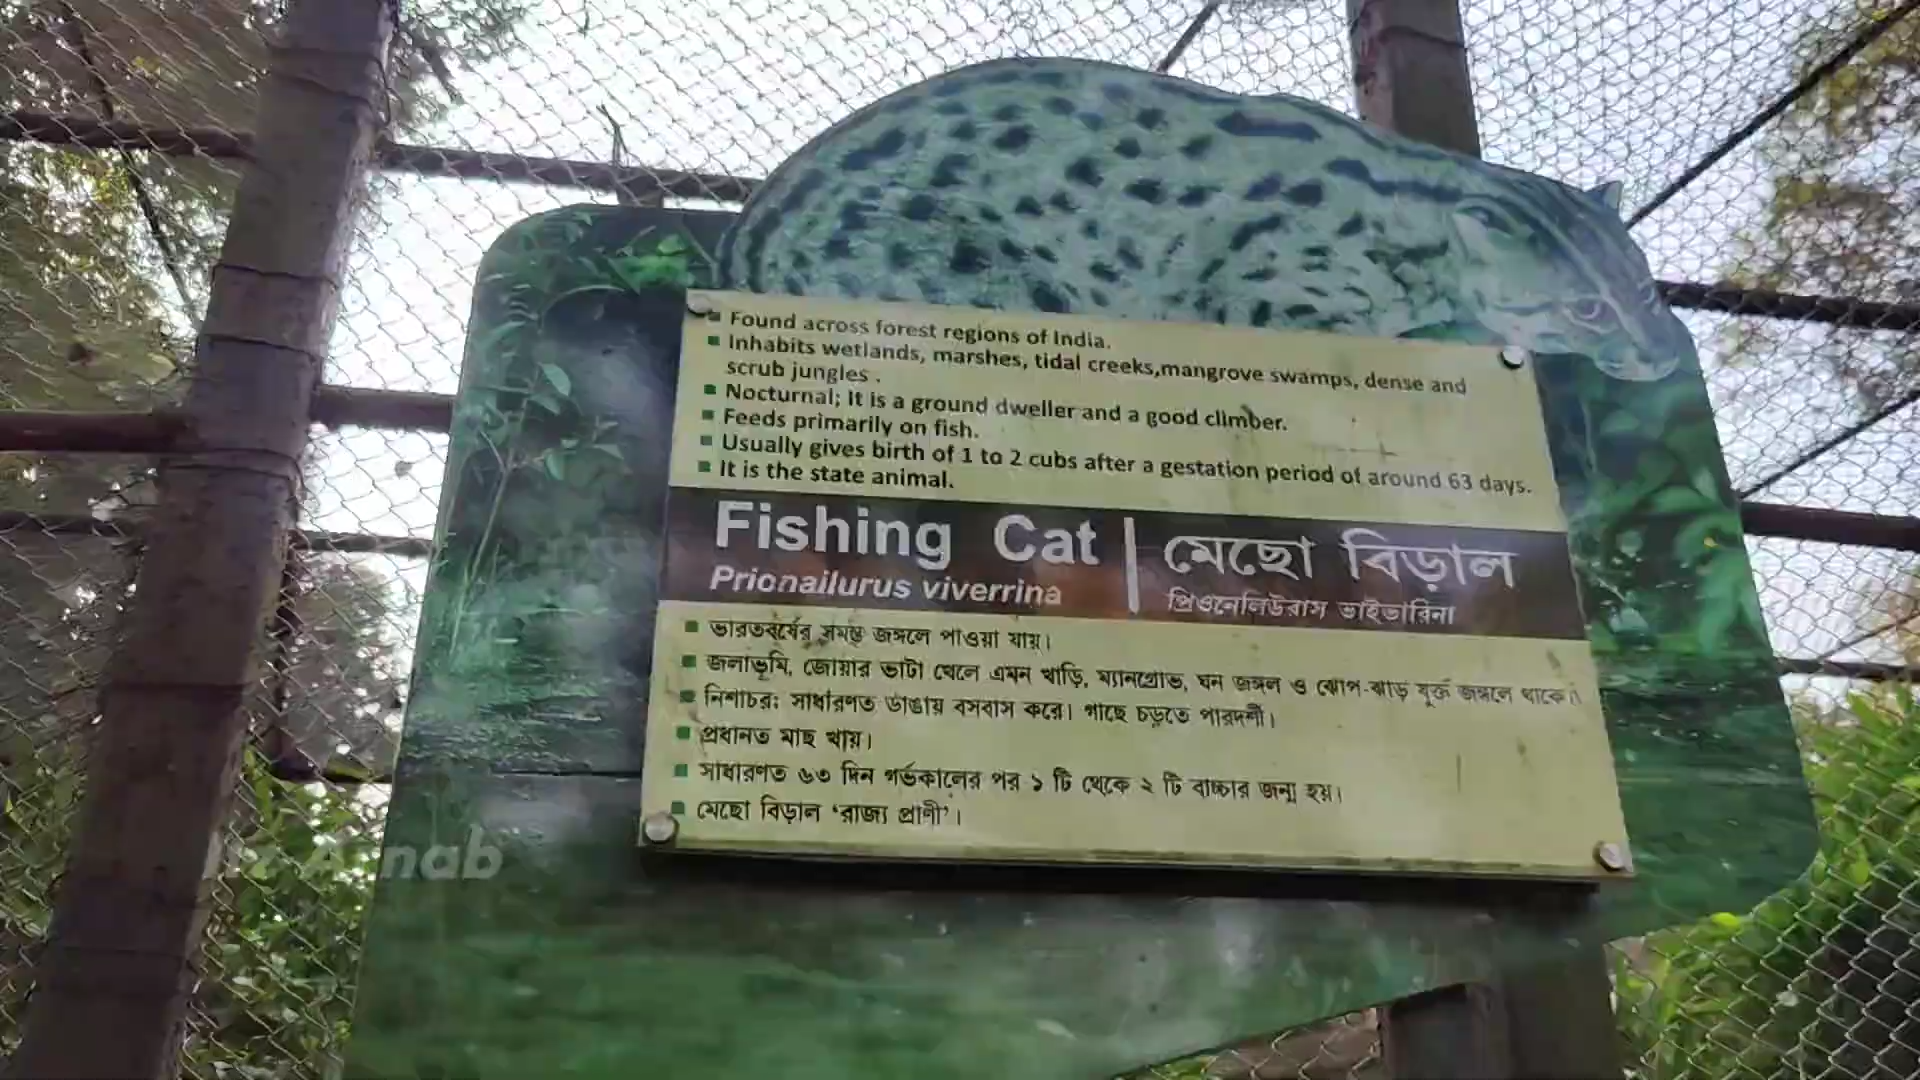 Found across forest regions of India.
Inhabits wetlands, marshes, tidal creeks,mangrove swamps, dense and
scrub jungles .
Nocturnal; it is a ground dweller and a good climber.
Feeds primarily on fish.
Usually gives birth of 1 to 2 cubs after a gestation period of around 63 days.
It is the state animal.
Fishing Cat | মেছো বিড়াল
Prionailurus viverrina প্রিওনেলিউরাস ভাইভারিনা
ভারতবর্ষের সমস্ত জঙ্গলে পাওয়া যায়।
জলাভূমি, জোয়ার ভাটা খেলে এমন খাড়ি, ম্যানগ্রোভ, ঘন জঙ্গল ও ঝোপ-ঝাড় যুক্ত জঙ্গলে থাকে।
নিশাচর; সাধারণত ডাঙায় বসবাস করে। গাছে চড়তে পারদর্শী।
প্রধানত মাছ খায়।
সাধারণত ৬৩ দিন গর্ভকালের পর ১ টি থেকে ২ টি বাচ্চার জন্ম হয়।
মেছো বিড়াল ‘রাজ্য প্রাণী’।